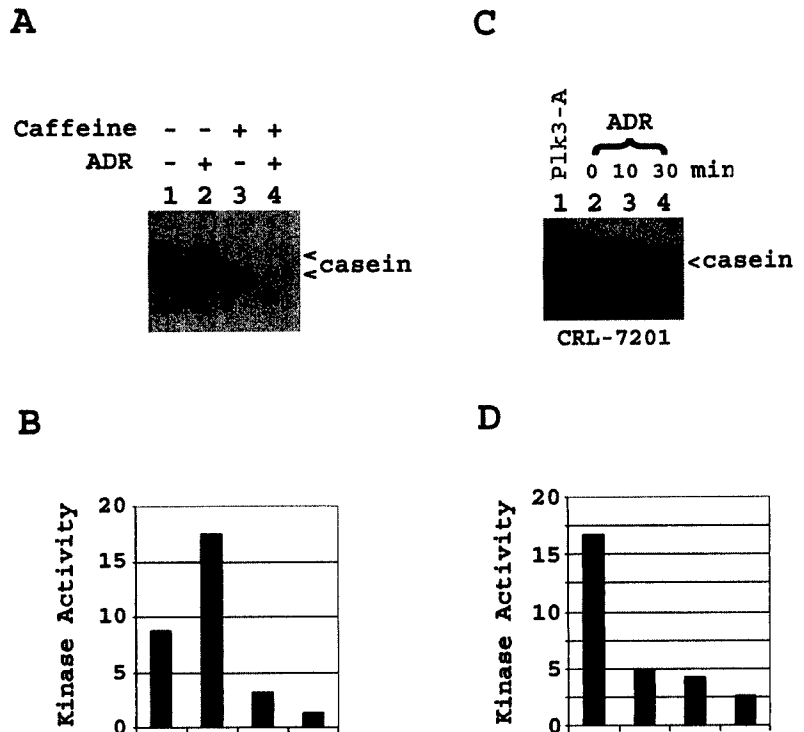 A
Caffeine - - + +
ADR - + - +
1 2 3 4
< <casein
B
Kinase Activity
20
15
10
5
0
C
Plk3-A
ADR
0 10 30 min
1 2 3 4
<casein
CRL-7201
D
Kinase Activity
20
15
10
5
0